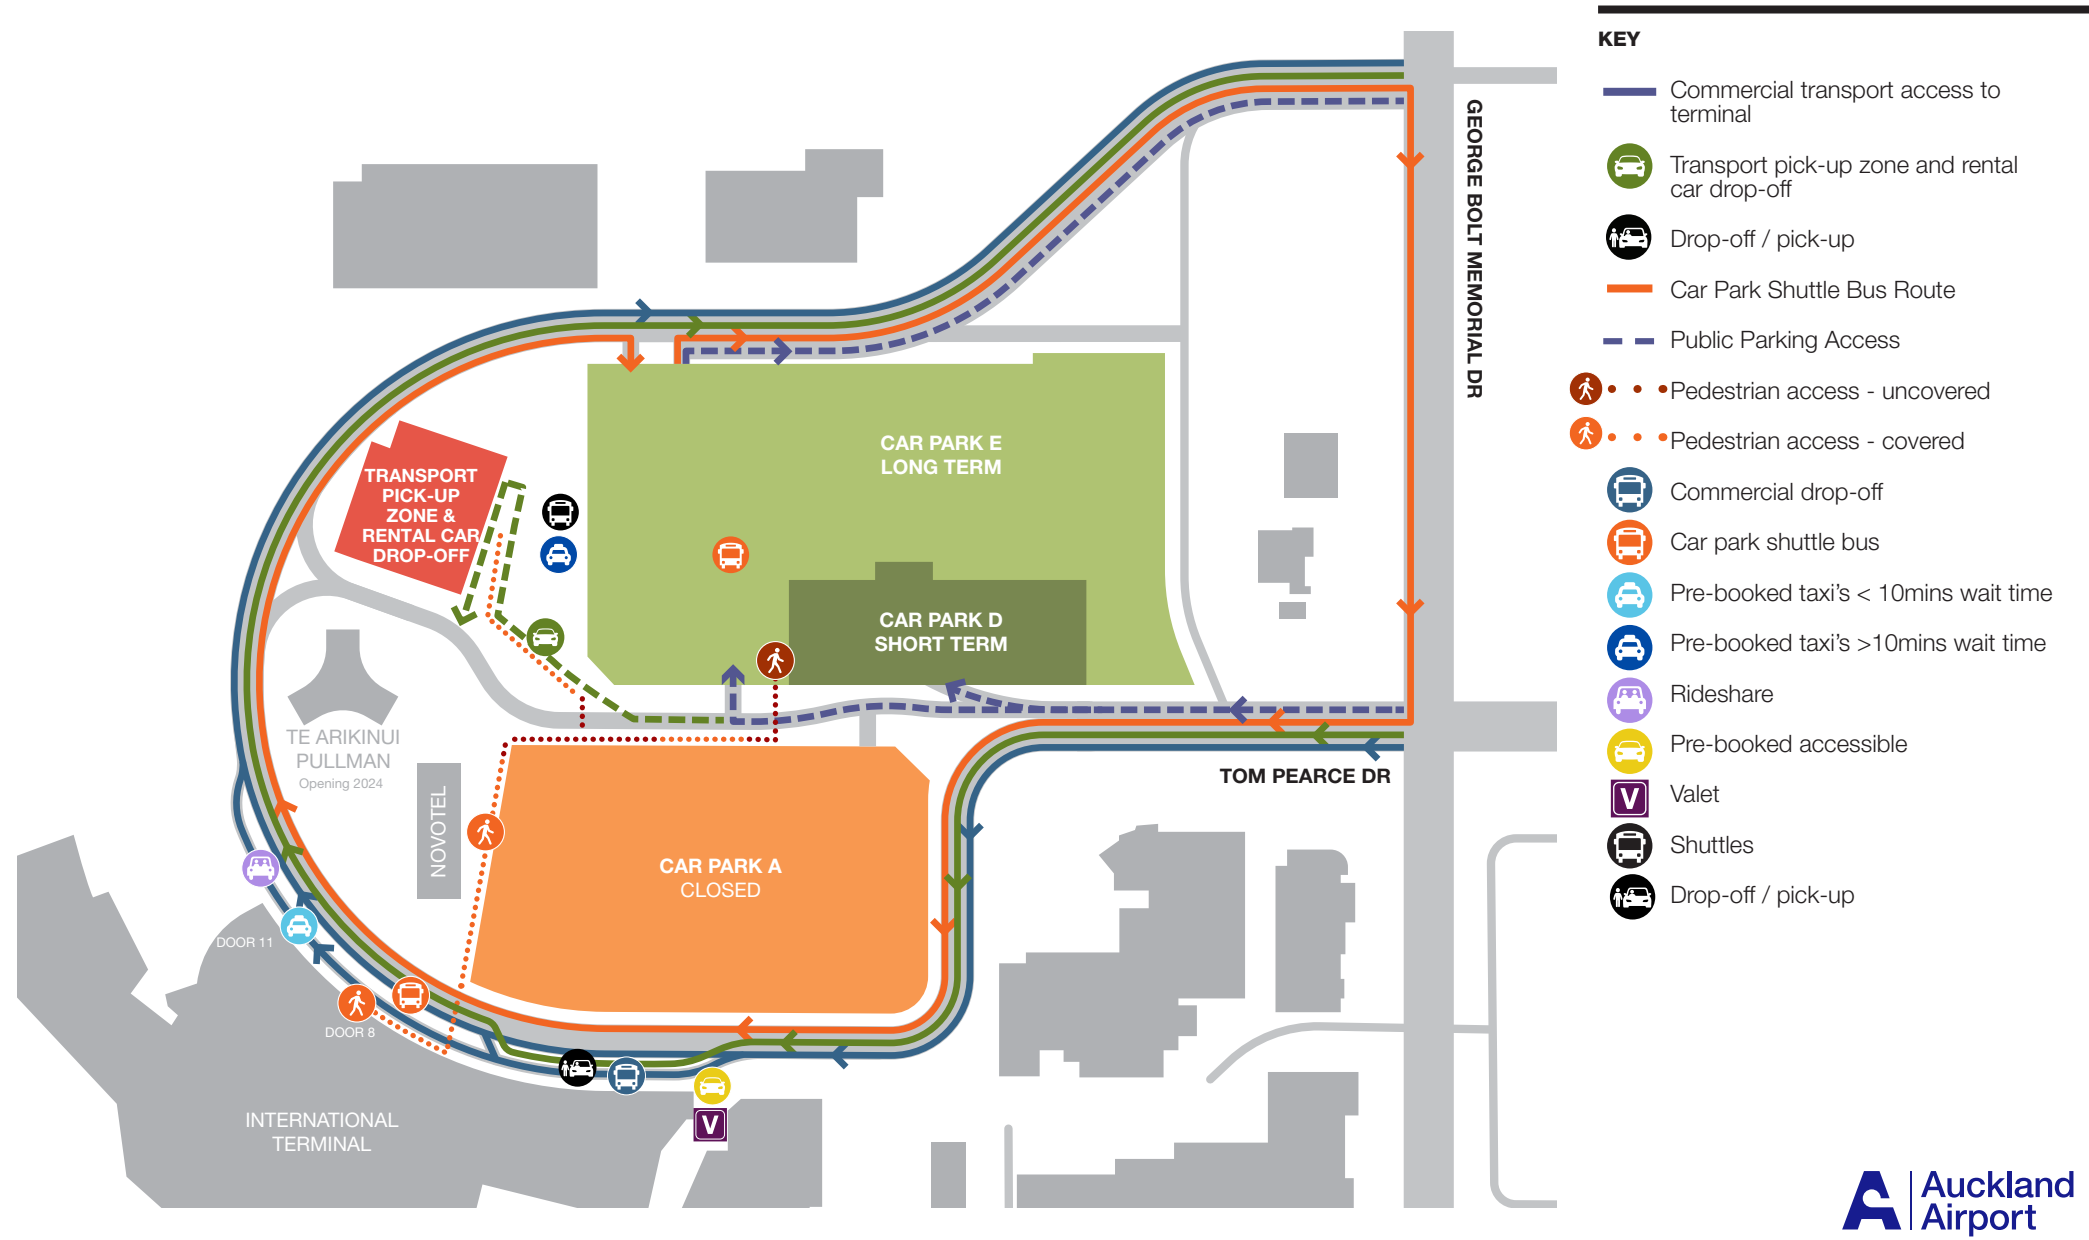 KEY
Commercial transport access to
terminal
Transport pick-up zone and rental
car drop-off
Drop-off / pick-up
Car Park Shuttle Bus Route
Public Parking Access
Pedestrian access - uncovered
Pedestrian access - covered
Commercial drop-off
Car park shuttle bus
Pre-booked taxi's < 10mins wait time
Pre-booked taxi's >10mins wait time
Rideshare
Pre-booked accessible
V
Valet
Shuttles
Drop-off / pick-up
GEORGE BOLT MEMORIAL DR
CAR PARK E
LONG TERM
TRANSPORT
PICK-UP
ZONE &
RENTAL CAR
DROP-OFF
CAR PARK D
SHORT TERM
TE ARIKINUI
PULLMAN
Opening 2024
TOM PEARCE DR
NOVOTEL
CAR PARK A
CLOSED
DOOR 11
DOOR 8
INTERNATIONAL
TERMINAL
V
Auckland
Airport